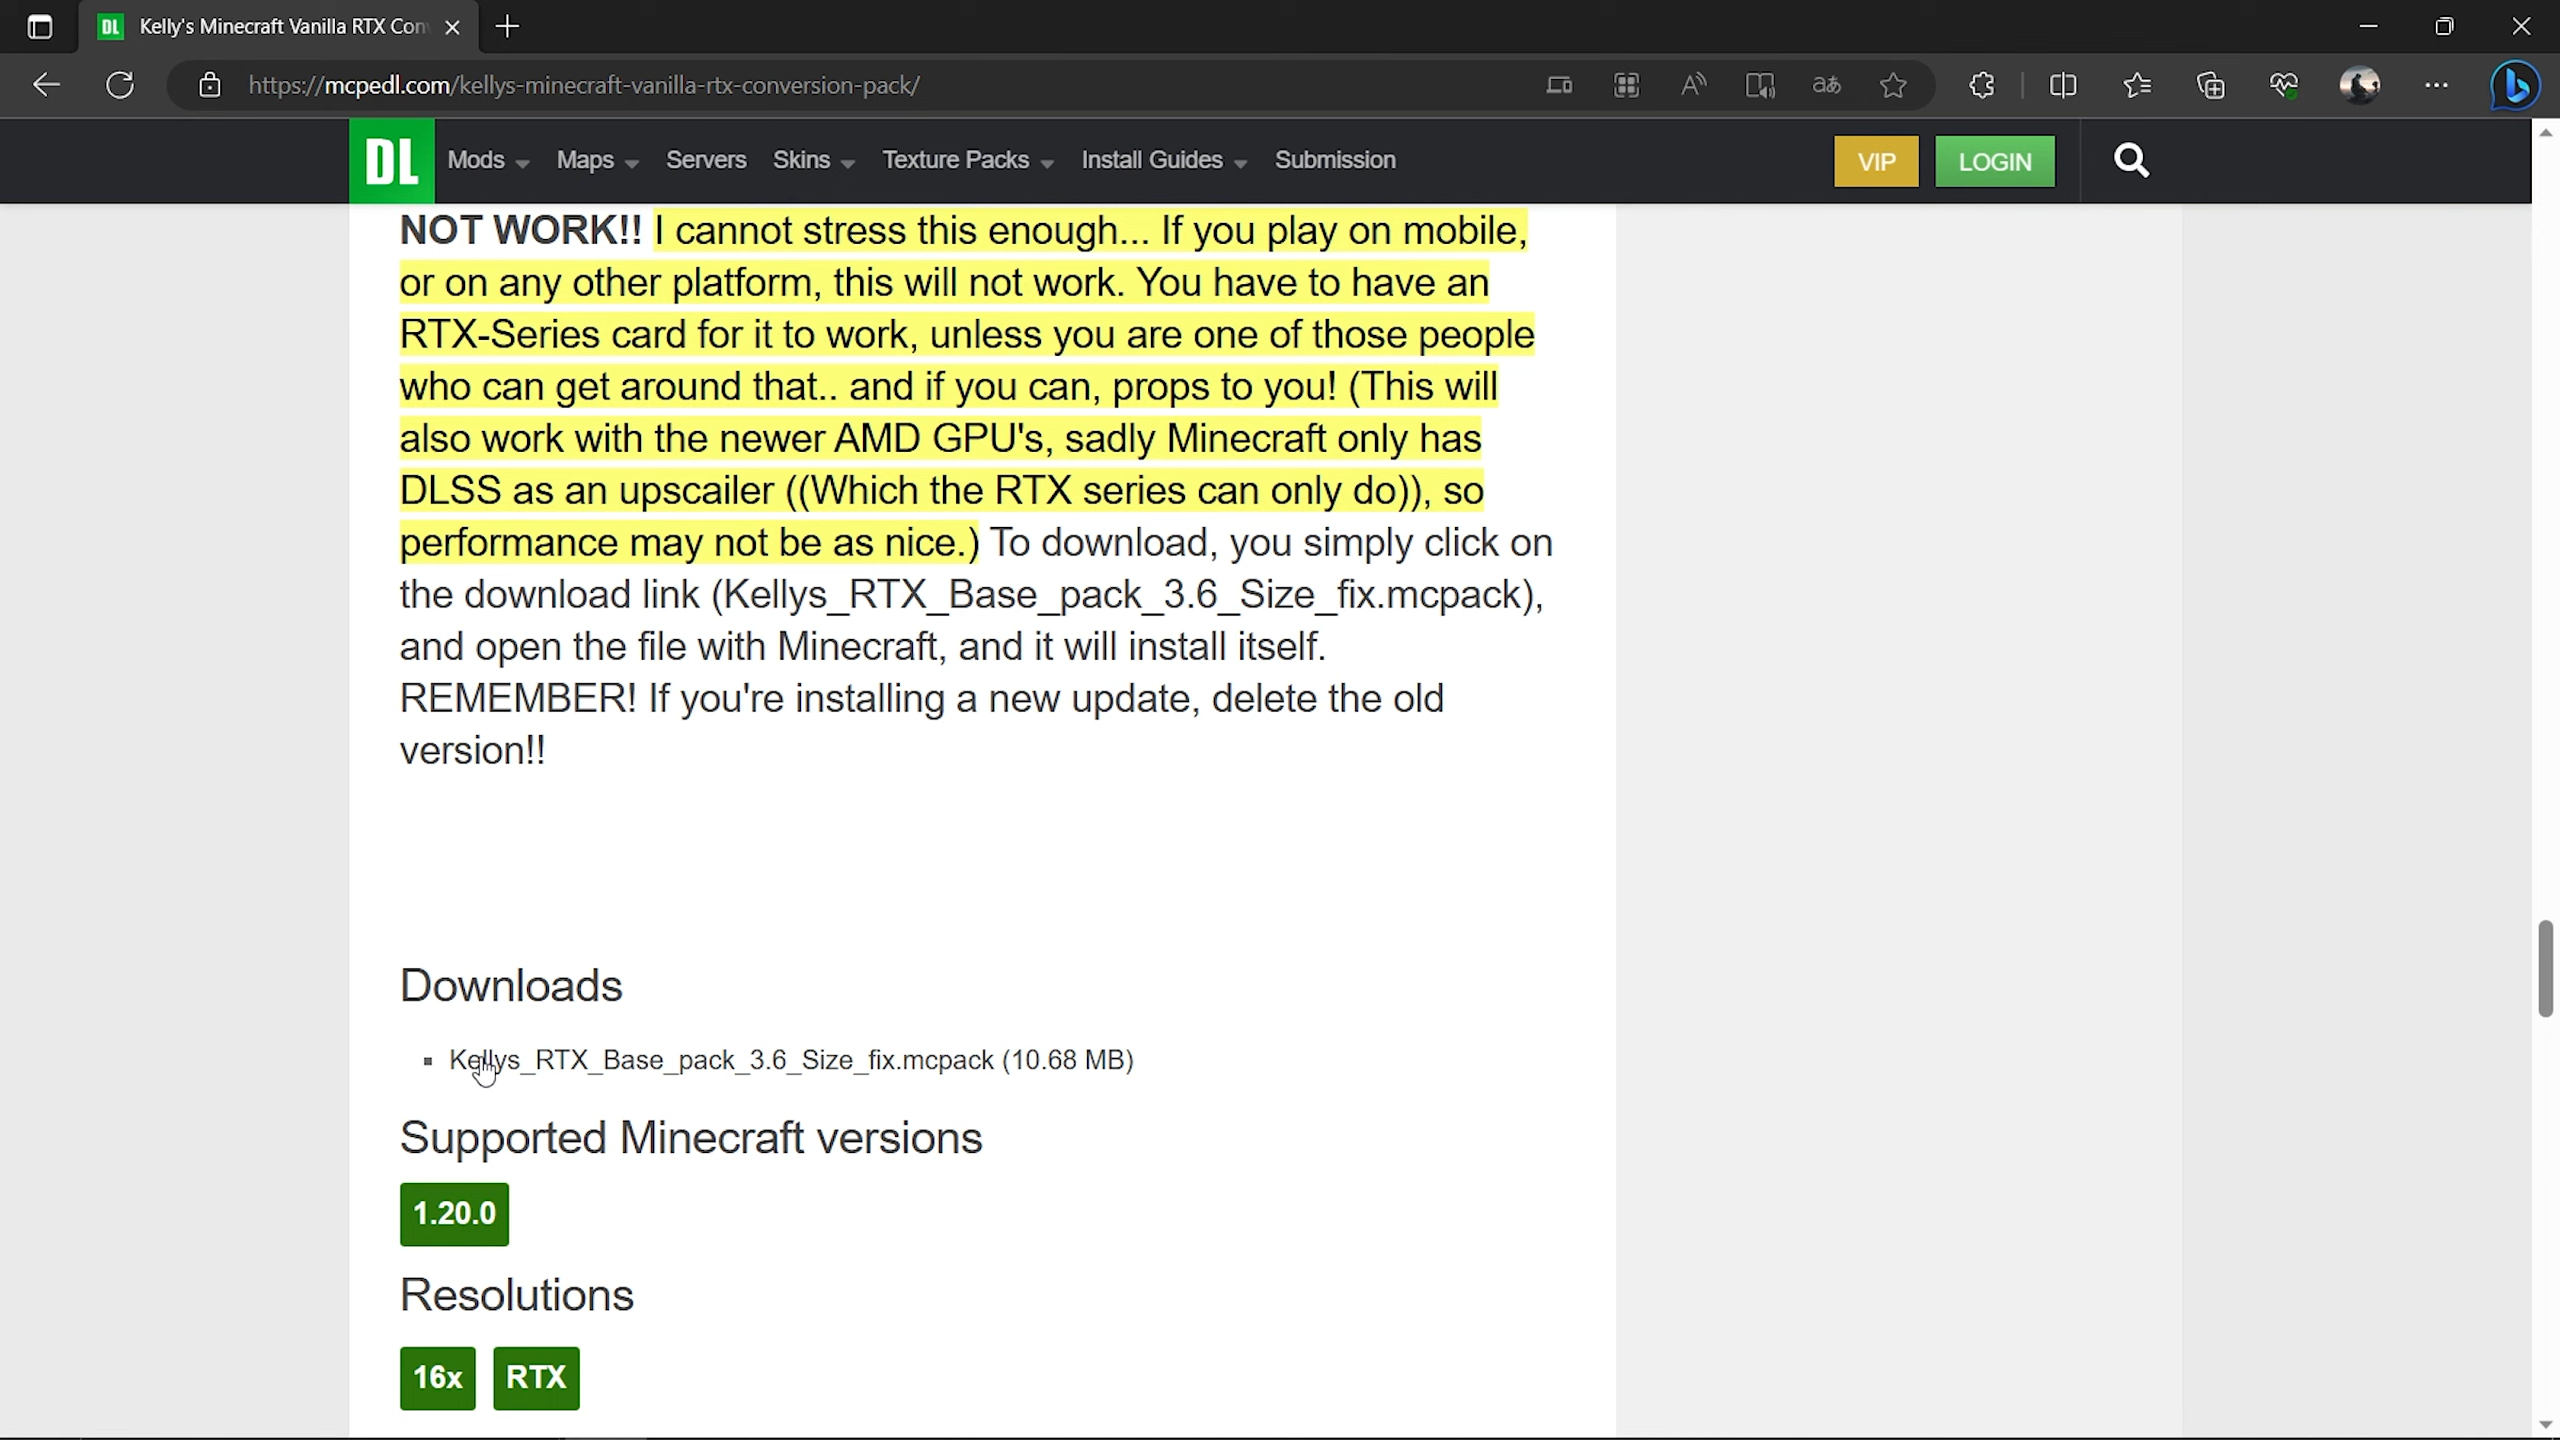 Kelly's Minecraft Vanilla RTX Con
https://mcpedl.com/kellys-minecraft-vanilla-rtx-conversion-pack/
DL Mods Maps Servers Skins Texture Packs Install Guides Submission VIP LOGIN
NOT WORK!! I cannot stress this enough... If you play on mobile,
or on any other platform, this will not work. You have to have an
RTX-Series card for it to work, unless you are one of those people
who can get around that.. and if you can, props to you! (This will
also work with the newer AMD GPU's, sadly Minecraft only has
DLSS as an upscailer ((Which the RTX series can only do)), so
performance may not be as nice.) To download, you simply click on
the download link (Kellys_RTX_Base_pack_3.6_Size_fix.mcpack),
and open the file with Minecraft, and it will install itself.
REMEMBER! If you're installing a new update, delete the old
version!!
Downloads
Kellys_RTX_Base_pack_3.6_Size_fix.mcpack (10.68 MB)
Supported Minecraft versions
1.20.0
Resolutions
16x RTX